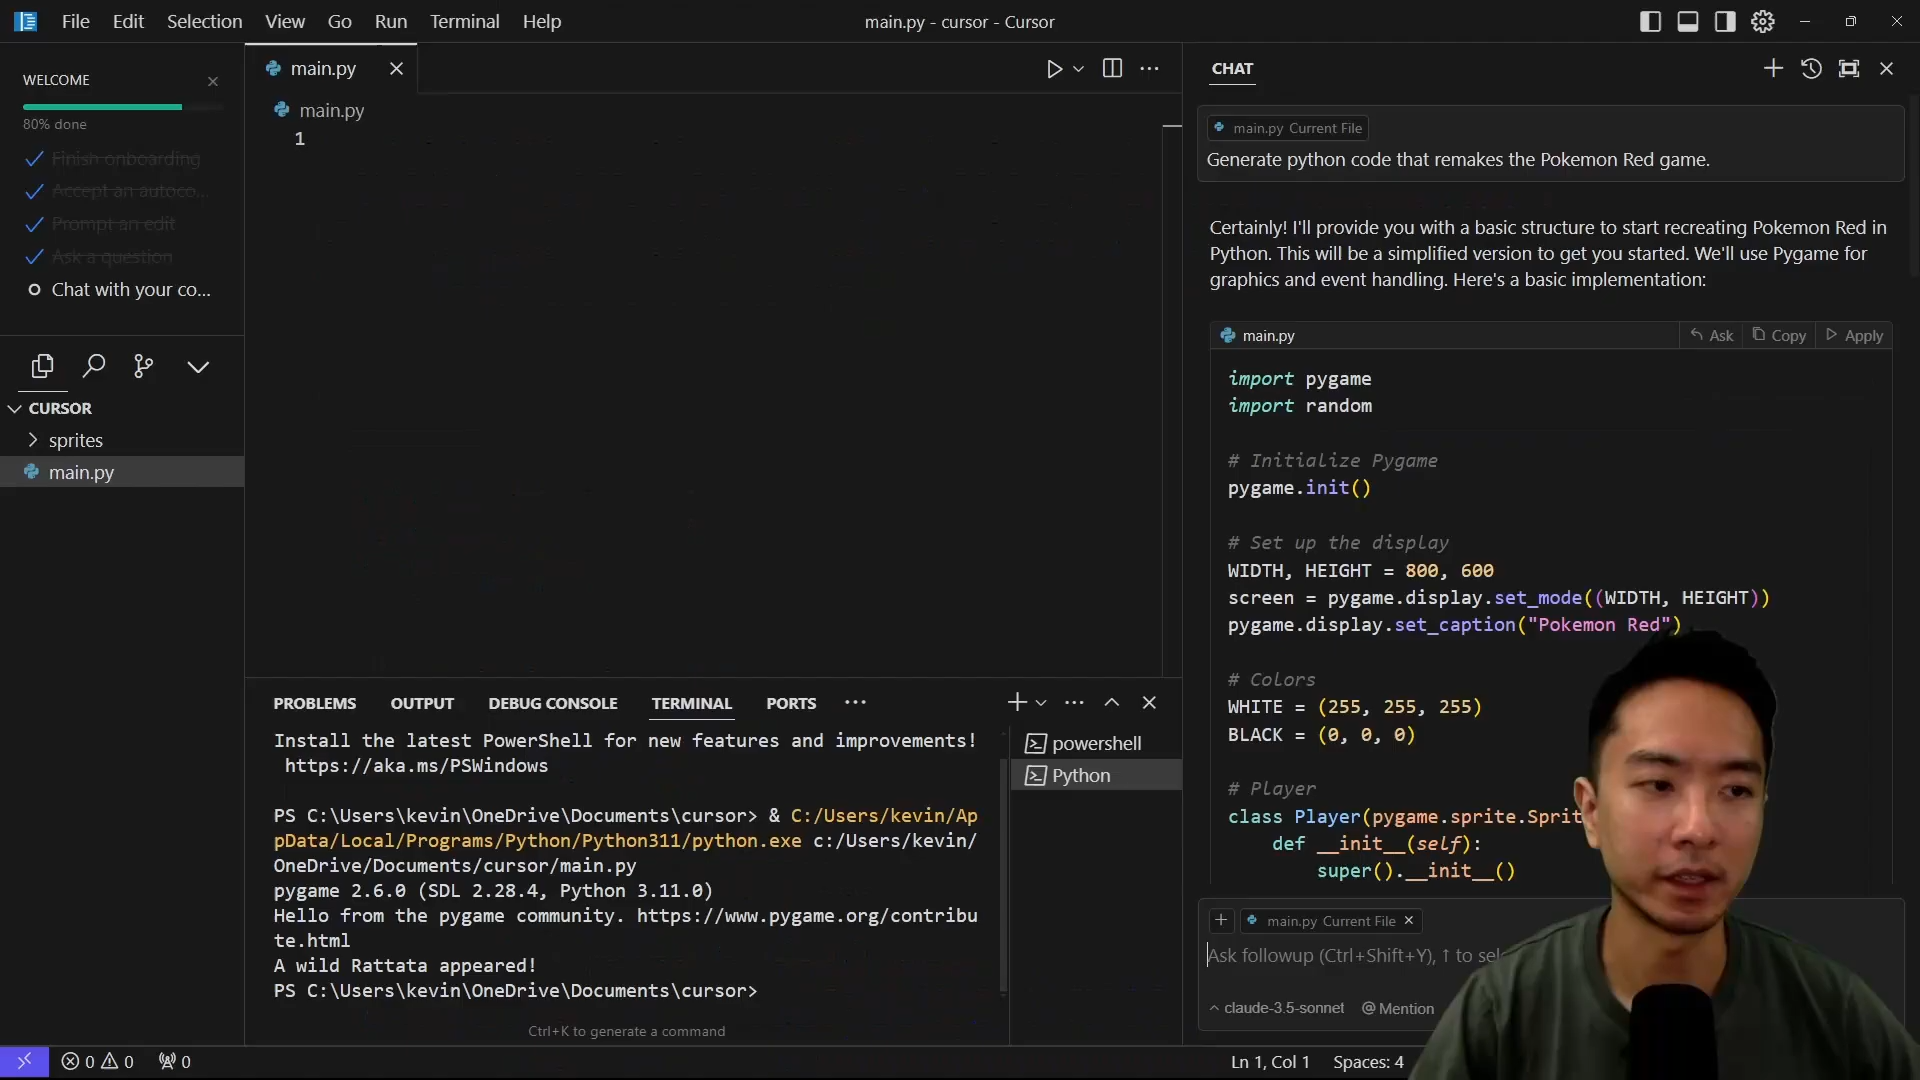 File Edit Selection View Go Run Terminal Help
main.py - cursor - Cursor
WELCOME
80% done
Finish onboarding
Accept an autoco...
Prompt an edit
Ask a question
Chat with your co...
CURSOR
sprites
main.py
main.py
main.py
1
PROBLEMS OUTPUT DEBUG CONSOLE TERMINAL PORTS
Install the latest PowerShell for new features and improvements!
https://aka.ms/PSWindows
PS C:\Users\kevin\OneDrive\Documents\cursor> & C:/Users/kevin/Ap
pData/Local/Programs/Python/Python311/python.exe c:/Users/kevin/
OneDrive/Documents/cursor/main.py
pygame 2.6.0 (SDL 2.28.4, Python 3.11.0)
Hello from the pygame community. https://www.pygame.org/contribu
te.html
A wild Rattata appeared!
PS C:\Users\kevin\OneDrive\Documents\cursor>
Ctrl+K to generate a command
powershell
Python
CHAT
main.py Current File
Generate python code that remakes the Pokemon Red game.
Certainly! I'll provide you with a basic structure to start recreating Pokemon Red in
Python. This will be a simplified version to get you started. We'll use Pygame for
graphics and event handling. Here's a basic implementation:
main.py Ask Copy Apply
import pygame
import random
# Initialize Pygame
pygame.init()
# Set up the display
WIDTH, HEIGHT = 800, 600
screen = pygame.display.set_mode((WIDTH, HEIGHT))
pygame.display.set_caption("Pokemon Red")
# Colors
WHITE = (255, 255, 255)
BLACK = (0, 0, 0)
# Player
class Player(pygame.sprite.Sprit
def __init__(self):
super().__init__()
main.py Current File
Ask followup (Ctrl+Shift+Y), ↑ to sel
claude-3.5-sonnet @ Mention
0 0 0
Ln 1, Col 1 Spaces: 4